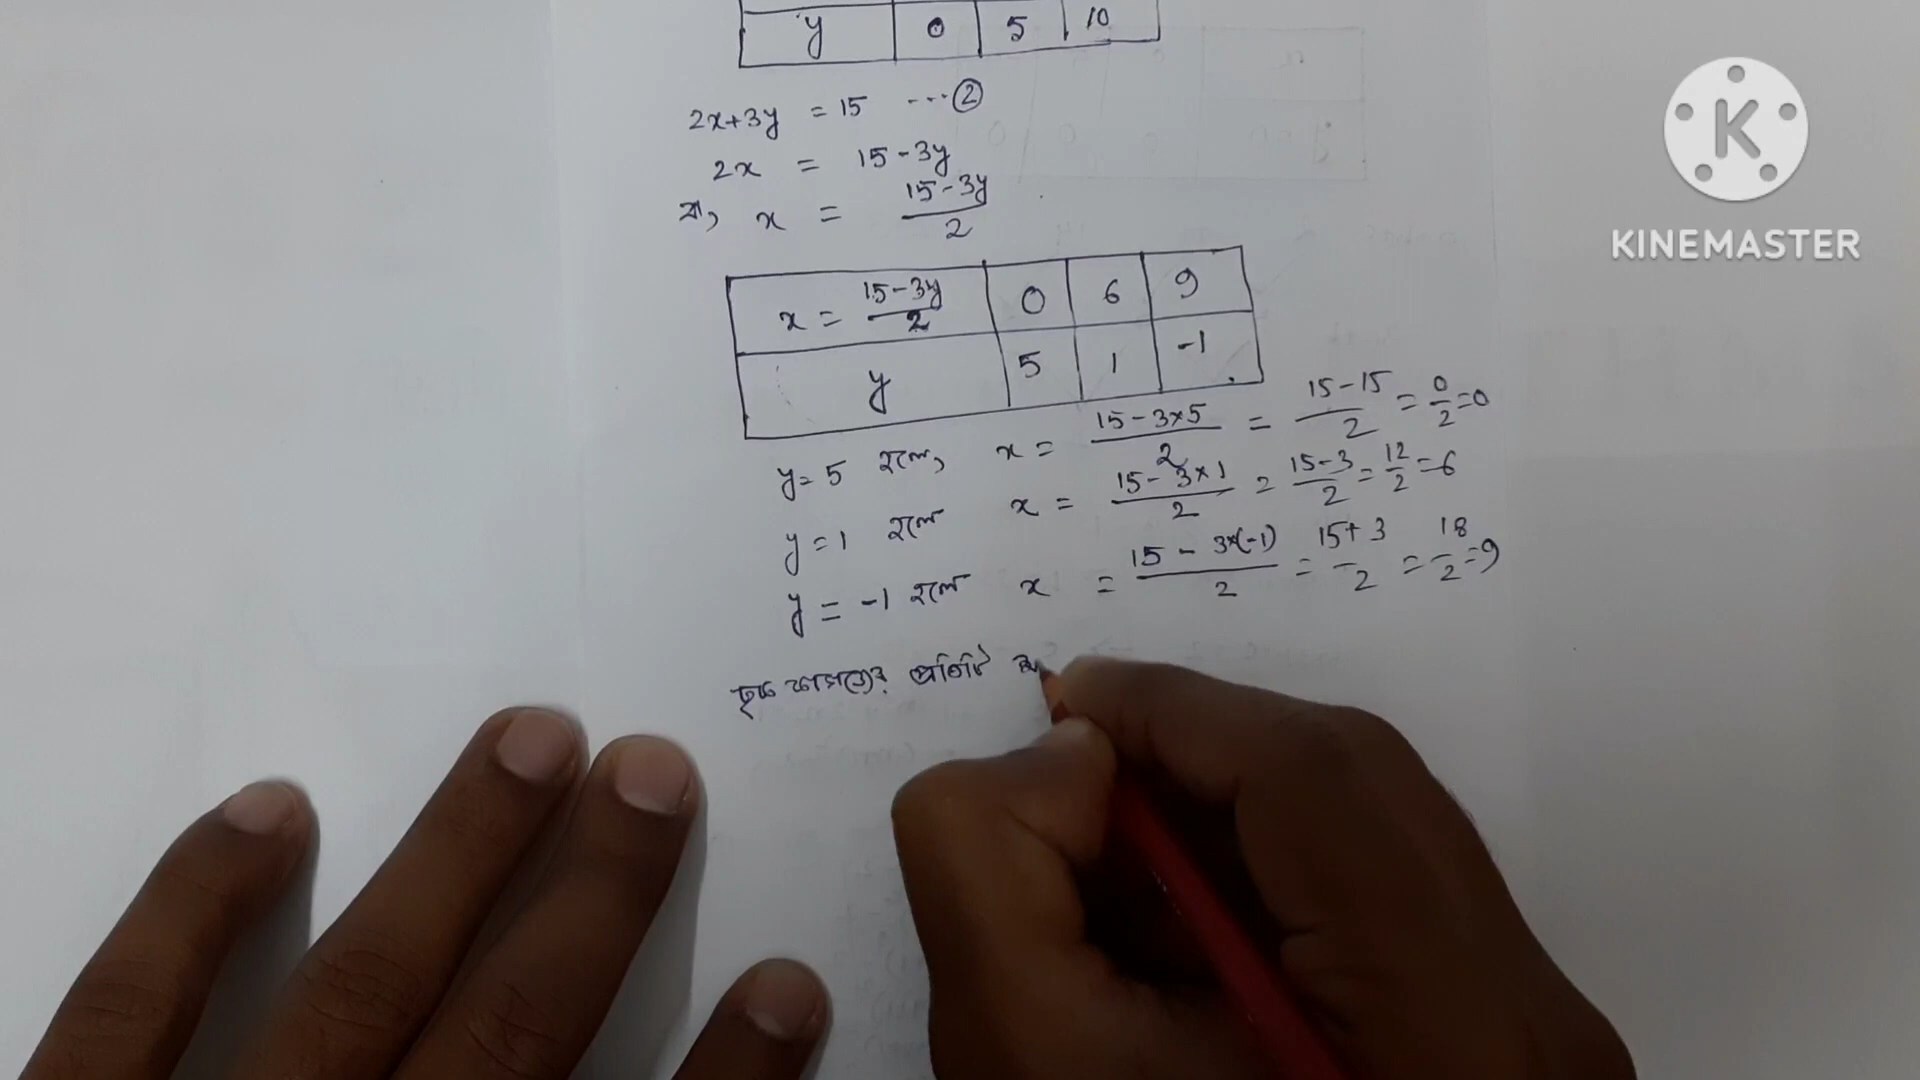 y 0 5 10
2x+3y = 15 ----②
2x = 15-3y
বা, x = 15-3y/2
x = 15-3y/2 0 6 9
y 5 1 -1
y=5 হলে, x = 15-3×5/2 = 15-15/2 = 0/2=0
y=1 হলে x = 15-3×1/2 = 15-3/2 = 12/2=6
y = -1 হলে x = 15-3×(-1)/2 = 15+3/2 = 18/2=9
ছক কাগজের প্রতিটি
K
KINEMASTER